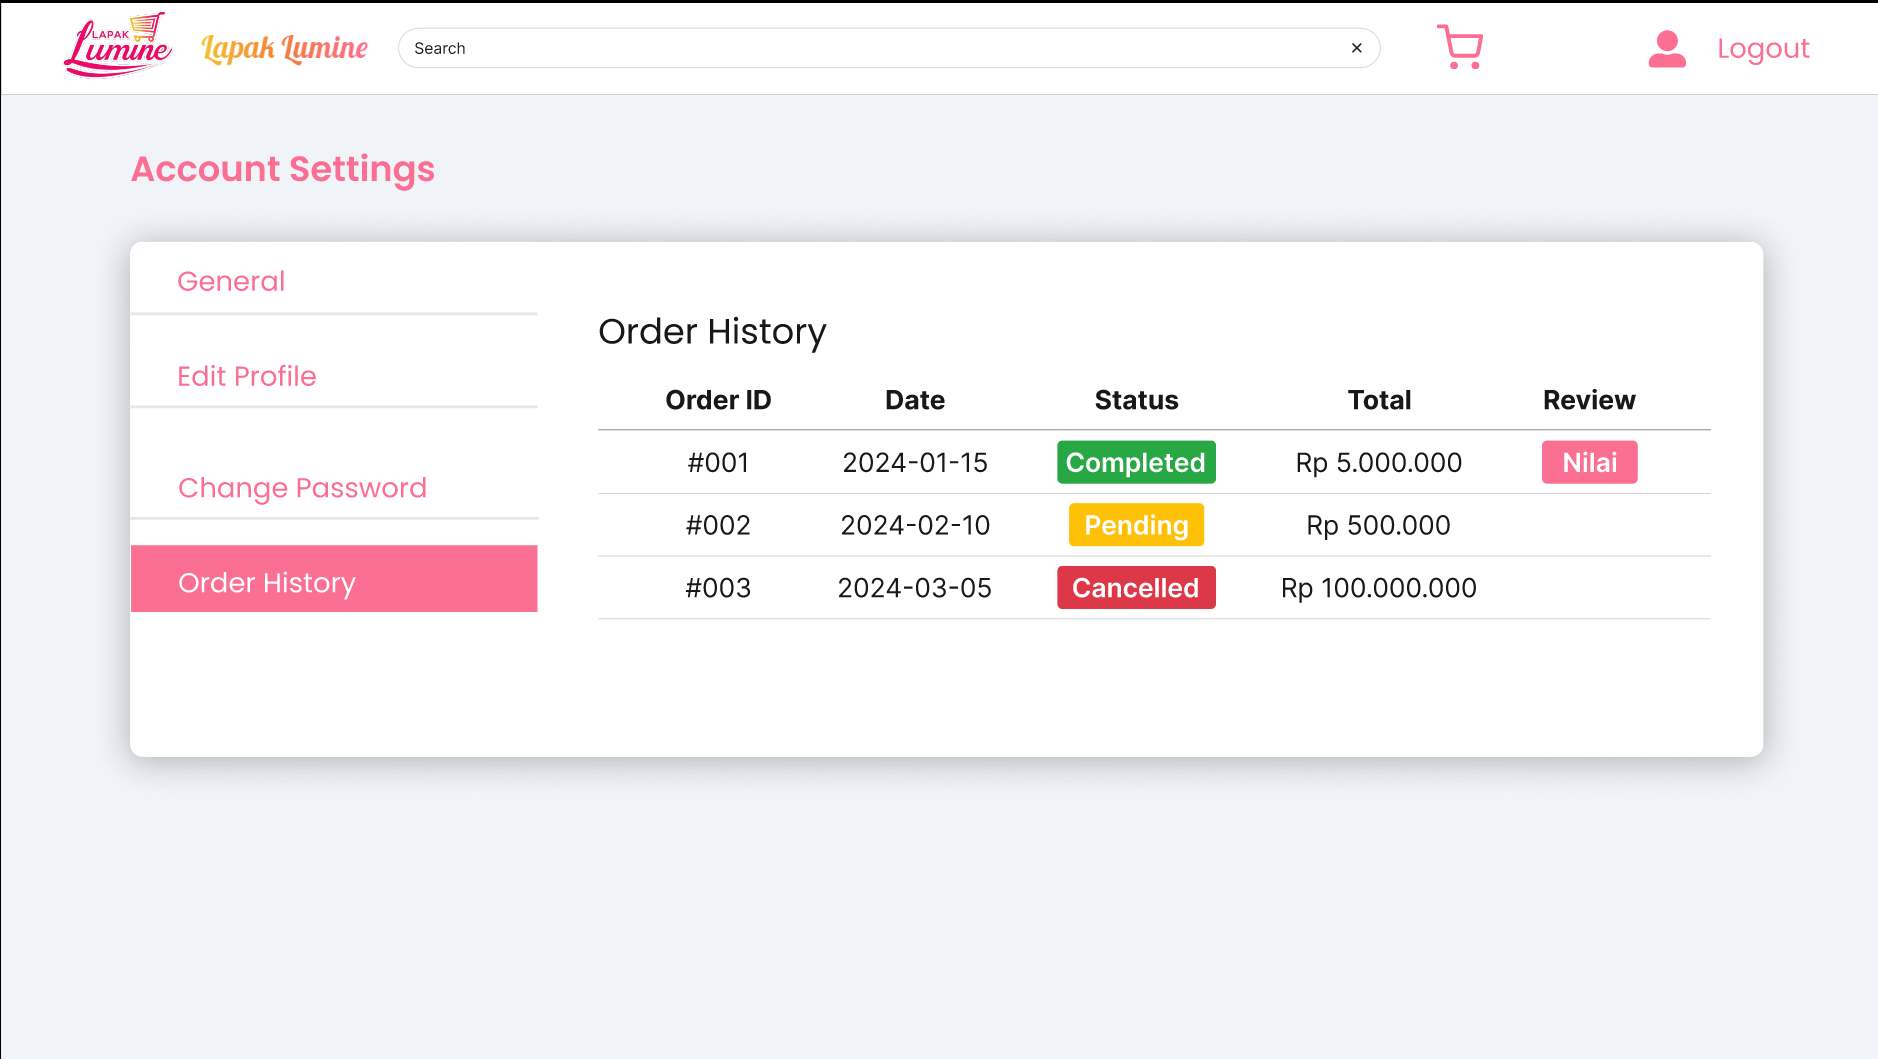 LAPAK
Lumine
Lapak Lumine
Search
Logout
Account Settings
General
Edit Profile
Change Password
Order History
Order History
Order ID Date Status Total Review
#001 2024-01-15 Completed Rp 5.000.000 Nilai
#002 2024-02-10 Pending Rp 500.000
#003 2024-03-05 Cancelled Rp 100.000.000